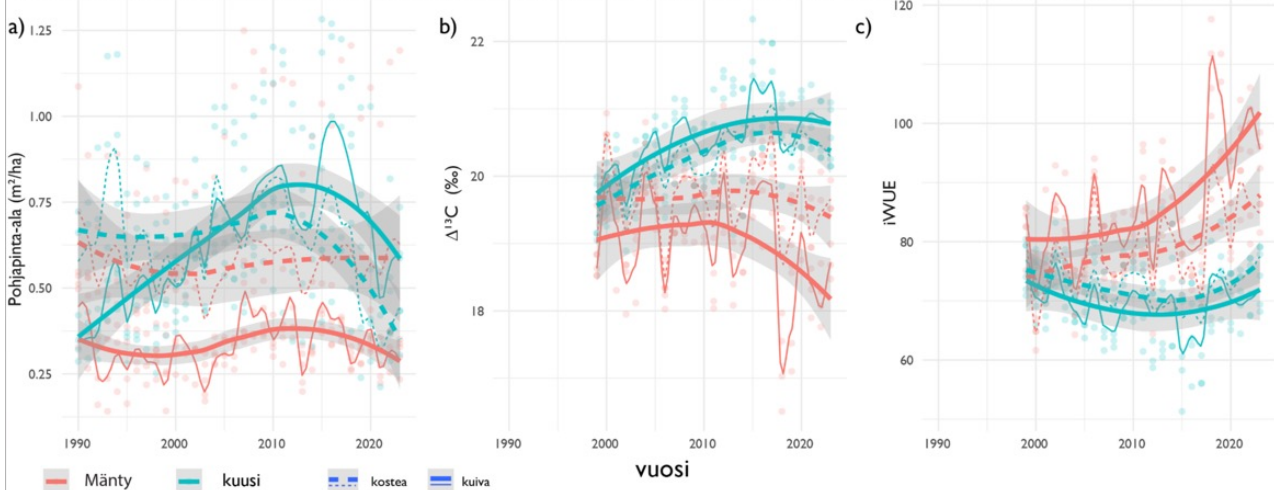 a)
Pohjapinta-ala (m²/ha)
1.25
1.00
0.75
0.50
0.25
1990 2000 2010 2020
b)
Δ¹³C (‰)
22
21
20
19
18
1990 2000 2010 2020
c)
iWUE
120
100
80
60
1990 2000 2010 2020
vuosi
Mänty kuusi kostea kuiva